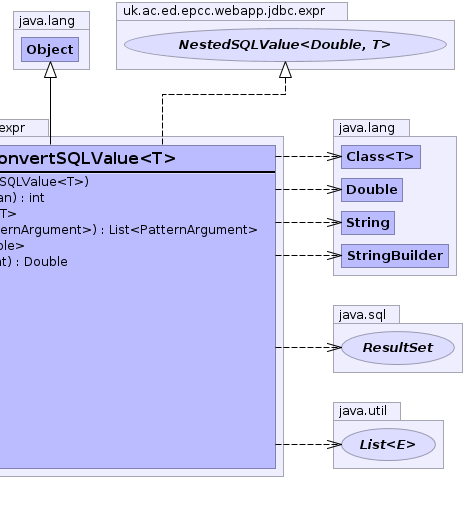 java.lang
Object
uk.ac.ed.epcc.webapp.jdbc.expr
NestedSQLValue<Double, T>
expr
onvertSQLValue<T>
SQLValue<T>)
an) : int
T>
ernArgument>) : List<PatternArgument>
ble>
nt) : Double
java.lang
Class<T>
Double
String
StringBuilder
java.sql
ResultSet
java.util
List<E>